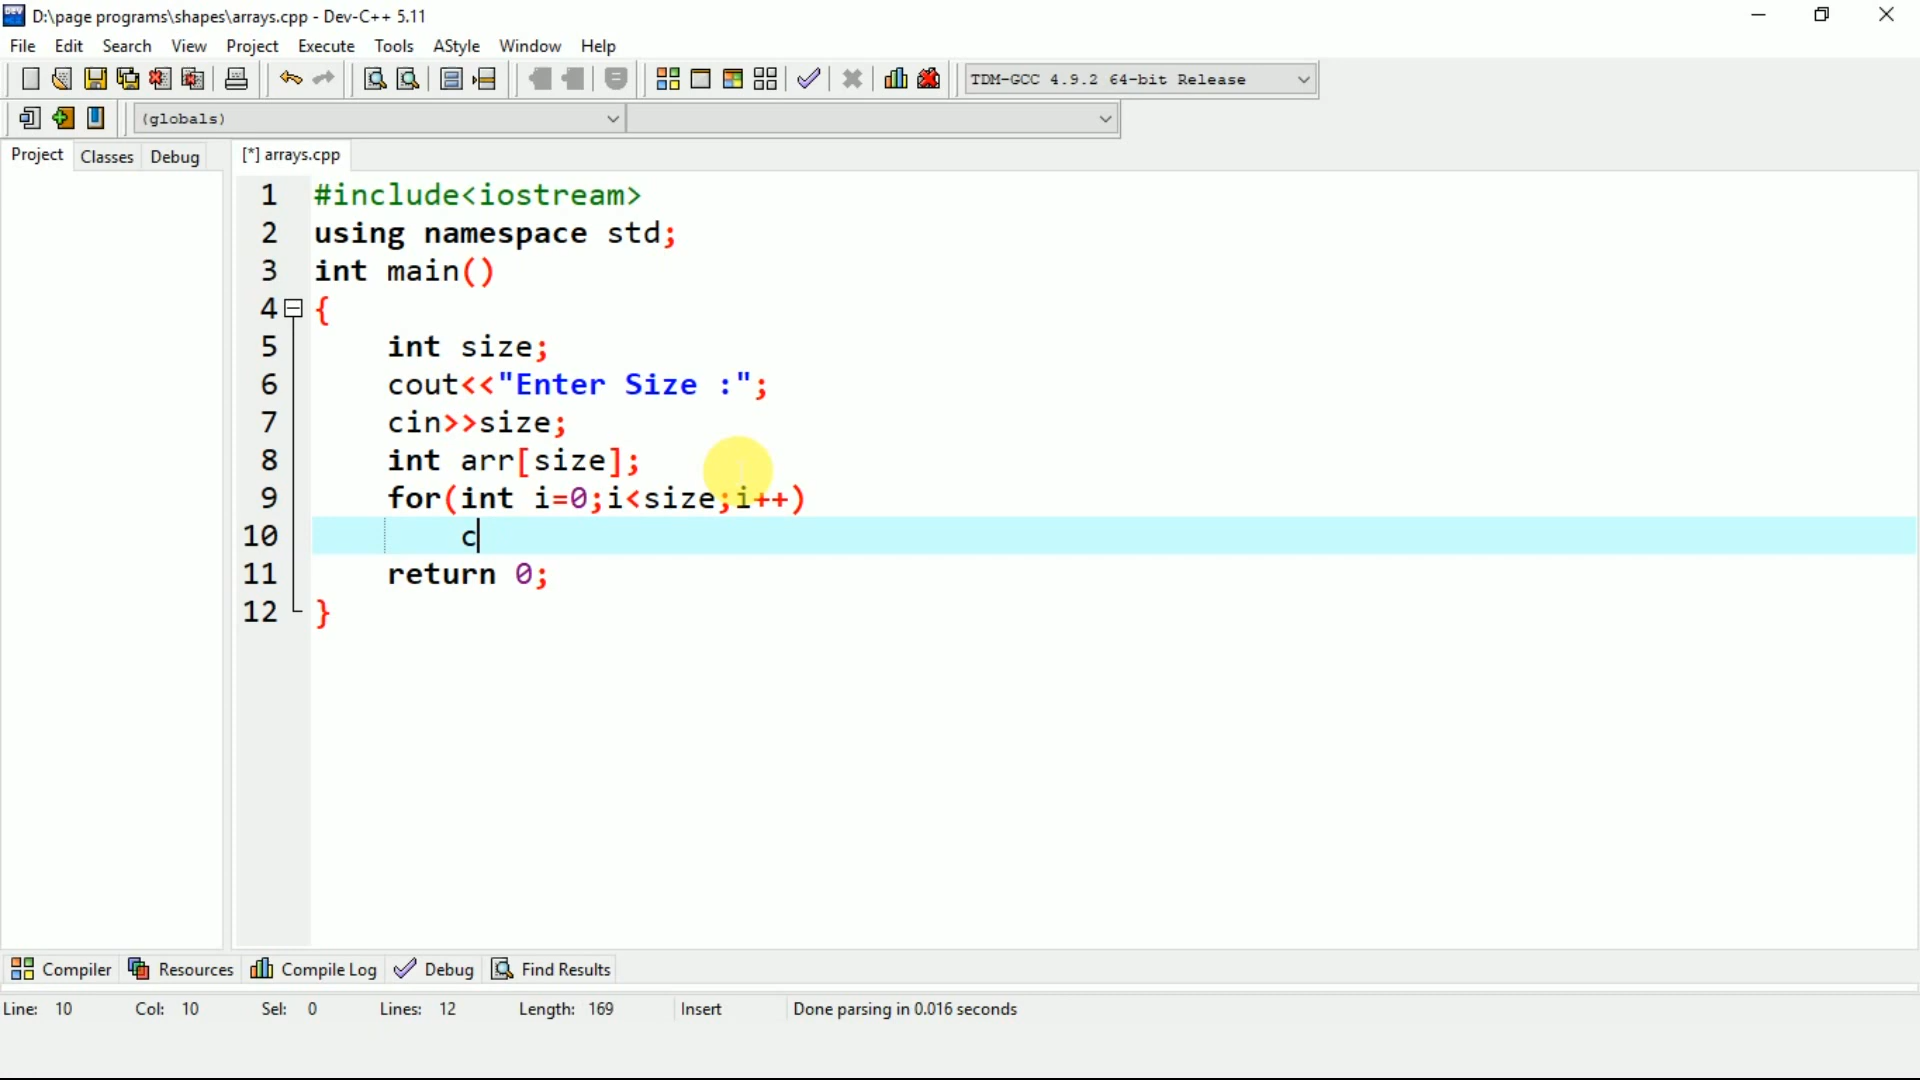 D:\page programs\shapes\arrays.cpp - Dev-C++ 5.11
File Edit Search View Project Execute Tools AStyle Window Help
TDM-GCC 4.9.2 64-bit Release
(globals)
Project Classes Debug [*] arrays.cpp
1 #include<iostream>
2 using namespace std;
3 int main()
4 {
5 int size;
6 cout<<"Enter Size :";
7 cin>>size;
8 int arr[size];
9 for(int i=0;i<size;i++)
10 c
11 return 0;
12 }
Compiler Resources Compile Log Debug Find Results
Line: 10 Col: 10 Sel: 0 Lines: 12 Length: 169 Insert Done parsing in 0.016 seconds